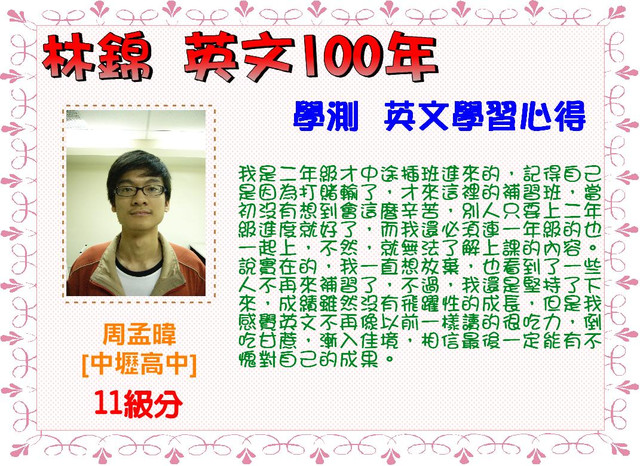 林錦 英文100年
學測 英文學習心得
我是二年級才中途插班進來的，記得自己
是因為打賭輸了，才來這裡的補習班，當
初沒有想到會這麼辛苦，別人只要上二年
級進度就好了，而我還必須連一年級的也
一起上，不然，就無法了解上課的內容。
說實在的，我一直想放棄，也看到了一些
人不再來補習了，不過，我還是堅持了下
來，成績雖然沒有飛躍性的成長，但是我
感覺英文不再像以前一樣讀的很吃力，倒
吃甘蔗，漸入佳境，相信最後一定能有不
愧對自己的成果。
周孟暐
[中壢高中]
11級分